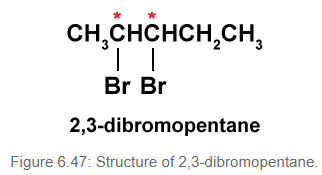 * *
CH3CHCHCH2CH3
Br Br
2,3-dibromopentane
Figure 6.47: Structure of 2,3-dibromopentane.